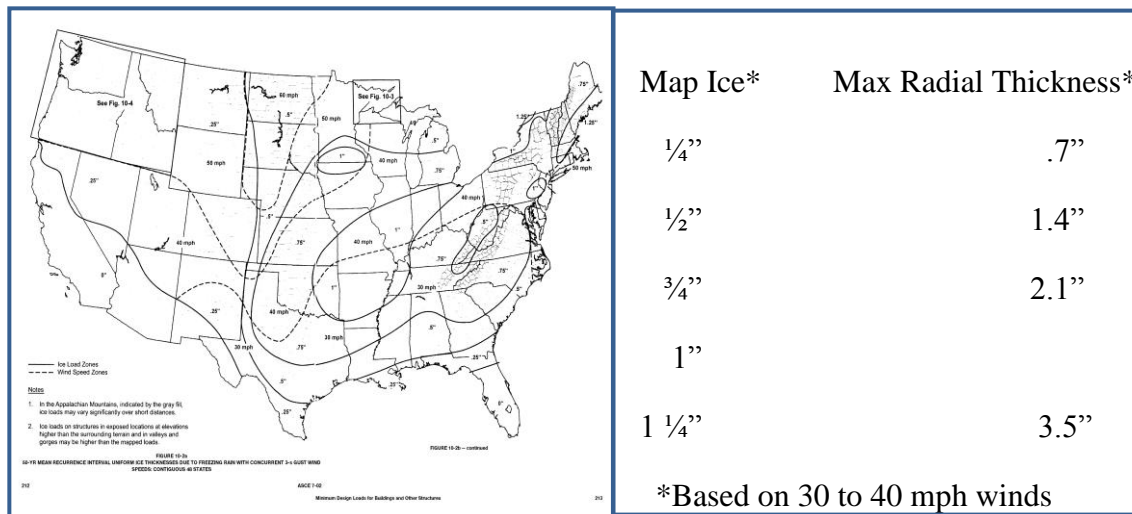 See Fig. 10-4
60 mph
.5"
50 mph
See Fig. 10-3
.25"
50 mph
1"
40 mph
.5"
.75"
1.25"
1"
.75"
1.25"
50 mph
.25"
40 mph
.5"
.75"
40 mph
1"
40 mph
.5"
1"
.75"
.75"
0"
.25"
40 mph
1"
30 mph
.5"
30 mph
.75"
30 mph
.5"
.25"
.5"
.25"
.25"
0"
Ice Load Zones
Wind Speed Zones
Notes
1. In the Appalachian Mountains, indicated by the gray fill,
ice loads may vary significantly over short distances.
2. Ice loads on structures in exposed locations at elevations
higher than the surrounding terrain and in valleys and
gorges may be higher than the mapped loads.
FIGURE 10-2b – continued
FIGURE 10-2a
50-YR MEAN RECURRENCE INTERVAL UNIFORM ICE THICKNESSES DUE TO FREEZING RAIN WITH CONCURRENT 3-s GUST WIND
SPEEDS: CONTIGUOUS 48 STATES
212
ASCE 7-02
Minimum Design Loads for Buildings and Other Structures
213
Map Ice* Max Radial Thickness*
¼” .7”
½” 1.4”
¾” 2.1”
1”
1 ¼” 3.5”
*Based on 30 to 40 mph winds